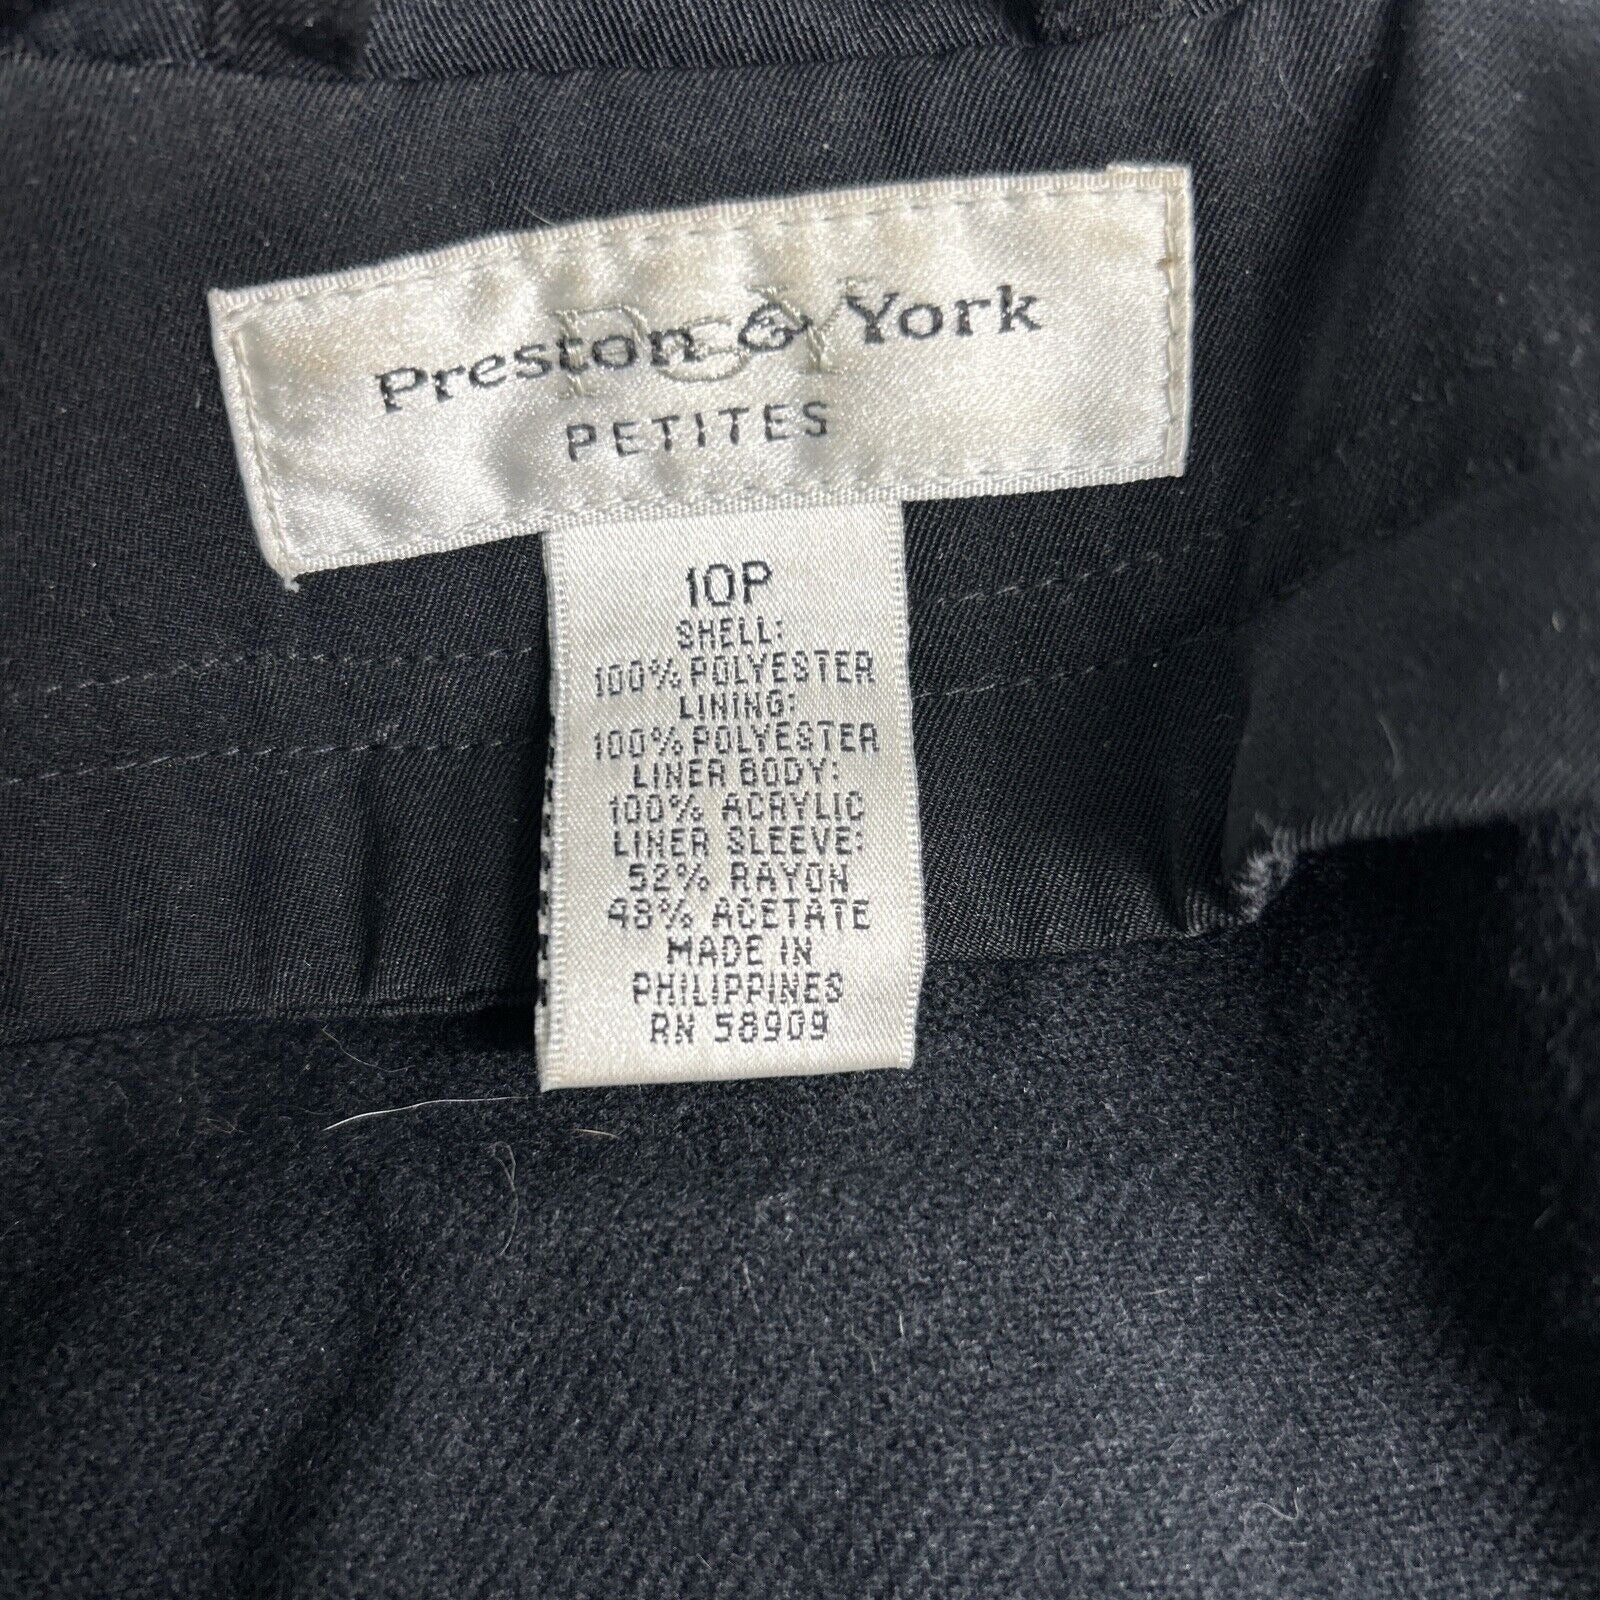 Preston & York
PETITES
10P
SHELL:
100% POLYESTER
LINING:
100% POLYESTER
LINER BODY:
100% ACRYLIC
LINER SLEEVE:
52% RAYON
48% ACETATE
MADE IN
PHILIPPINES
RN 58909